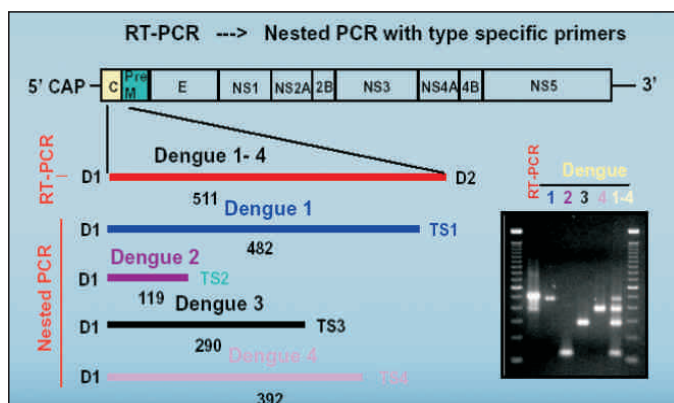 RT-PCR ---> Nested PCR with type specific primers
5' CAP C Pre M E NS1 NS2A 2B NS3 NS4A 4B NS5 3'
RT-PCR
Dengue 1- 4
D1 D2
511
Nested PCR
Dengue 1
D1 TS1
482
Dengue 2
D1 TS2
119
Dengue 3
D1 TS3
290
Dengue 4
D1 TS4
392
RT-PCR
Dengue
1 2 3 4 1-4